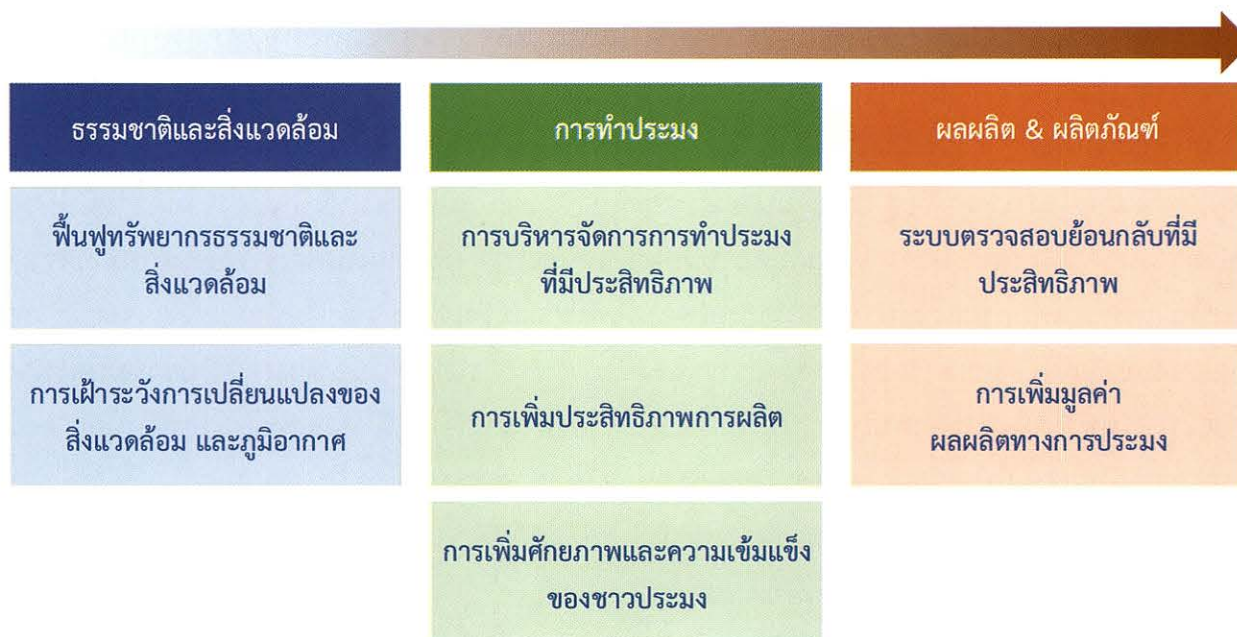 ธรรมชาติและสิ่งแวดล้อม
ฟื้นฟูทรัพยากรธรรมชาติและ
สิ่งแวดล้อม
การเฝ้าระวังการเปลี่ยนแปลงของ
สิ่งแวดล้อม และภูมิอากาศ
การทำประมง
การบริหารจัดการการทำประมง
ที่มีประสิทธิภาพ
การเพิ่มประสิทธิภาพการผลิต
การเพิ่มศักยภาพและความเข้มแข็ง
ของชาวประมง
ผลผลิต & ผลิตภัณฑ์
ระบบตรวจสอบย้อนกลับที่มี
ประสิทธิภาพ
การเพิ่มมูลค่า
ผลผลิตทางการประมง